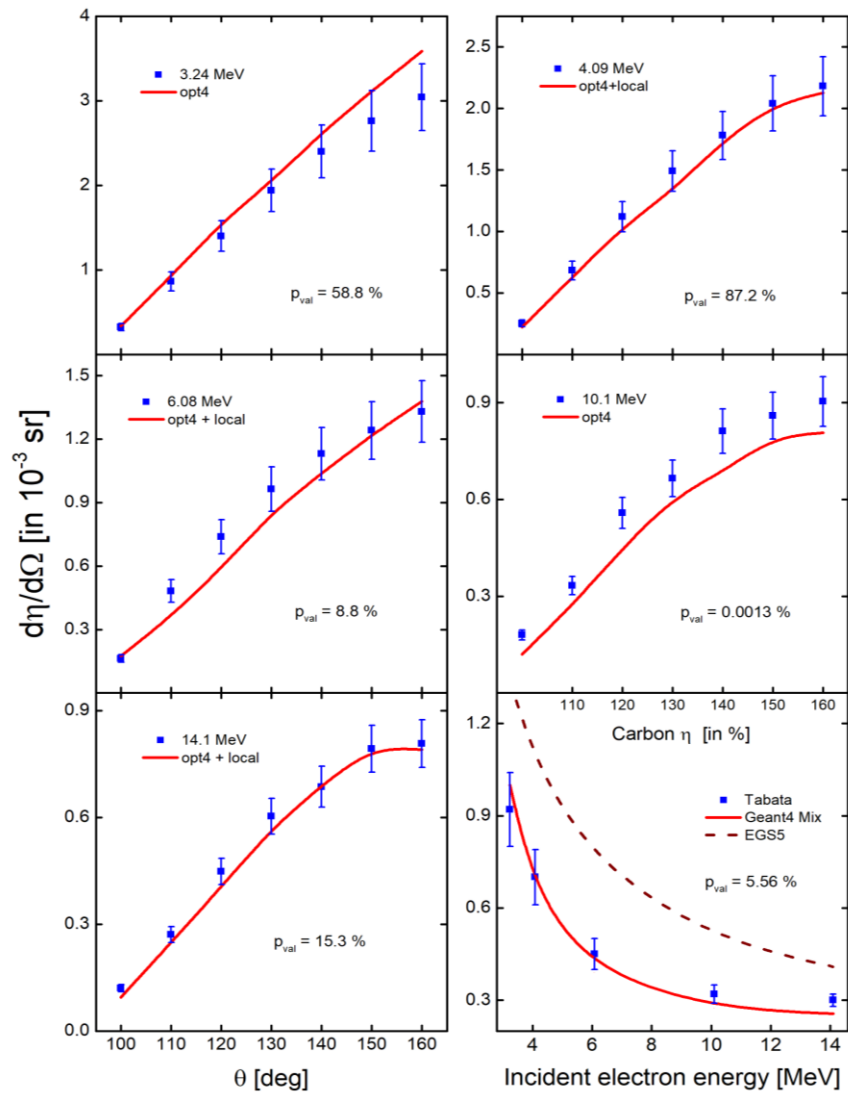 dη/dΩ [in 10⁻³ sr]
4
3
2
1
3.24 MeV
opt4
p_val = 58.8 %
2.5
2.0
1.5
1.0
0.5
4.09 MeV
opt4+local
p_val = 87.2 %
1.5
1.2
0.9
0.6
0.3
6.08 MeV
opt4 + local
p_val = 8.8 %
0.9
0.6
0.3
10.1 MeV
opt4
p_val = 0.0013 %
110 120 130 140 150 160
0.9
0.6
0.3
0.0
14.1 MeV
opt4 + local
p_val = 15.3 %
100 110 120 130 140 150 160
θ [deg]
1.2
0.9
0.6
0.3
Carbon η [in %]
Tabata
Geant4 Mix
EGS5
p_val = 5.56 %
4 6 8 10 12 14
Incident electron energy [MeV]